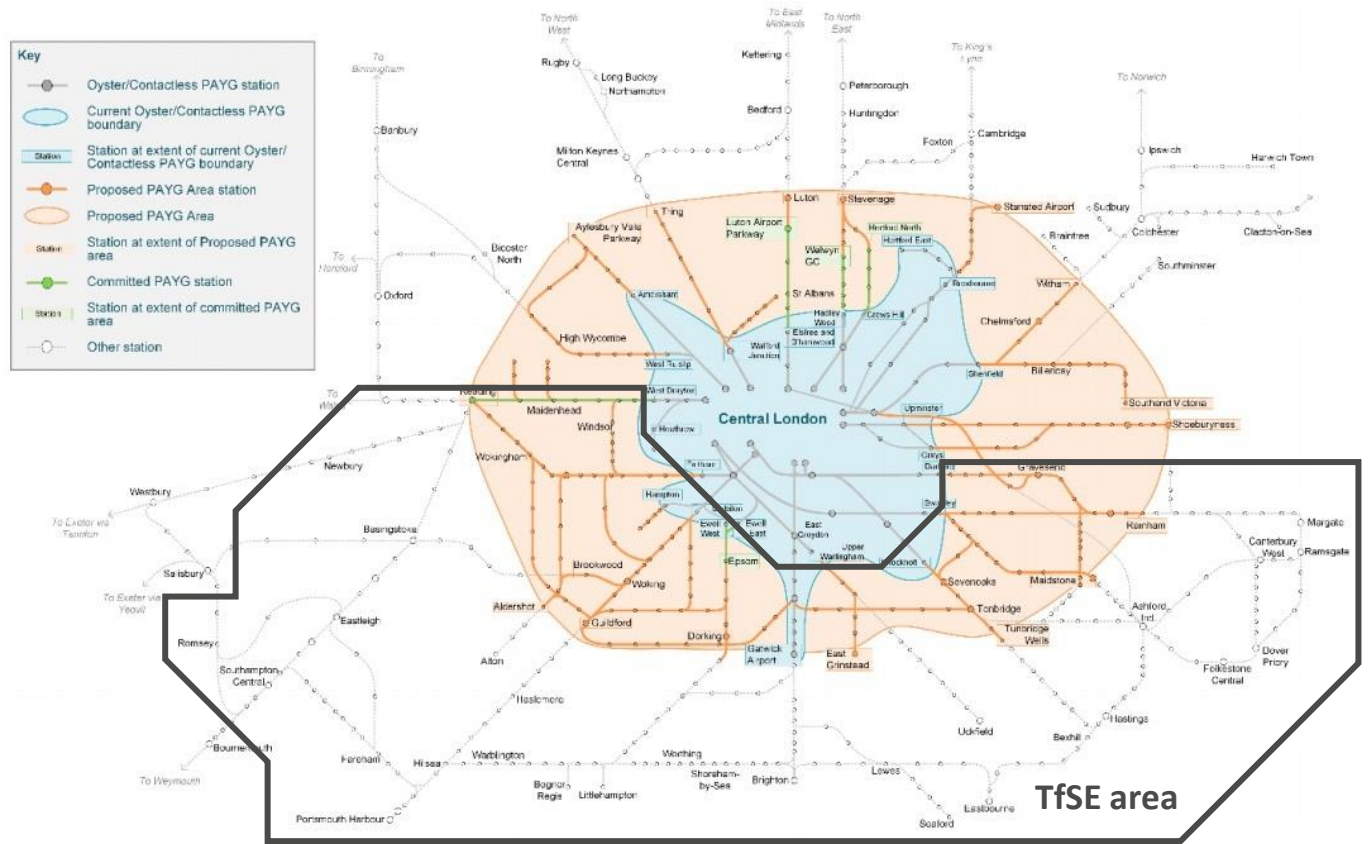 Key
Oyster/Contactless PAYG station
Current Oyster/Contactless PAYG
boundary
Station
Station at extent of current Oyster/
Contactless PAYG boundary
Proposed PAYG Area station
Proposed PAYG Area
Station
Station at extent of Proposed PAYG
area
Committed PAYG station
Station
Station at extent of committed PAYG
area
Other station
To
Birmingham
To North
West
To East
Midlands
To North
East
To King's
Lynn
To Norwich
Rugby
Long Buckby
Northampton
Kettering
Peterborough
Bedford
Huntingdon
Banbury
Milton Keynes
Central
Foxton
Cambridge
Ipswich
Harwich Town
Tring
Luton
Stevenage
Stansted Airport
Sudbury
Aylesbury Vale
Parkway
Luton Airport
Parkway
Hertford North
Hertford East
Welwyn
GC
Braintree
Colchester
Clacton-on-Sea
Bicester
North
To
Hereford
Southminster
Oxford
Amersham
St Albans
Broxbourne
Witham
High Wycombe
Hadley
Wood
Crews Hill
Chelmsford
Elstree and
B'hamwood
Watford
Junction
West Ruislip
Shenfield
Billericay
Reading
West Drayton
To
Maidenhead
Southend Victoria
Central London
Upminster
Windsor
Heathrow
Shoeburyness
Wokingham
Grays
Newbury
Feltham
Dartford
Gravesend
Westbury
Hampton
Swanley
Rainham
Margate
To Exeter via
Taunton
Basingstoke
Ewell
West
Ewell
East
East
Croydon
Canterbury
West
Ramsgate
Upper
Warlingham
Knockholt
Salisbury
Brookwood
Epsom
Sevenoaks
Maidstone
Woking
To Exeter via
Yeovil
Aldershot
Tonbridge
Ashford
Intl
Eastleigh
Guildford
Romsey
Dorking
Tunbridge
Wells
Dover
Priory
Gatwick
Airport
East
Grinstead
Alton
Folkestone
Central
Southampton
Central
Haslemere
Hastings
Uckfield
Bexhill
Bournemouth
Fareham
Hilsea
Warblington
Worthing
To Weymouth
Shoreham-
by-Sea
Brighton
Lewes
Bognor
Regis
Littlehampton
Eastbourne
TfSE area
Portsmouth Harbour
Seaford